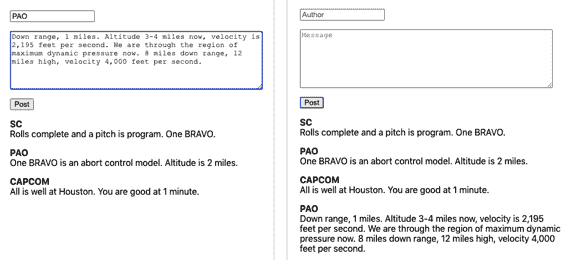 PAO
Down range, 1 miles. Altitude 3-4 miles now, velocity is
2,195 feet per second. We are through the region of
maximum dynamic pressure now. 8 miles down range, 12
miles high, velocity 4,000 feet per second.
Post
SC
Rolls complete and a pitch is program. One BRAVO.
PAO
One BRAVO is an abort control model. Altitude is 2 miles.
CAPCOM
All is well at Houston. You are good at 1 minute.
Author
Message
Post
SC
Rolls complete and a pitch is program. One BRAVO.
PAO
One BRAVO is an abort control model. Altitude is 2 miles.
CAPCOM
All is well at Houston. You are good at 1 minute.
PAO
Down range, 1 miles. Altitude 3-4 miles now, velocity is 2,195
feet per second. We are through the region of maximum dynamic
pressure now. 8 miles down range, 12 miles high, velocity 4,000
feet per second.